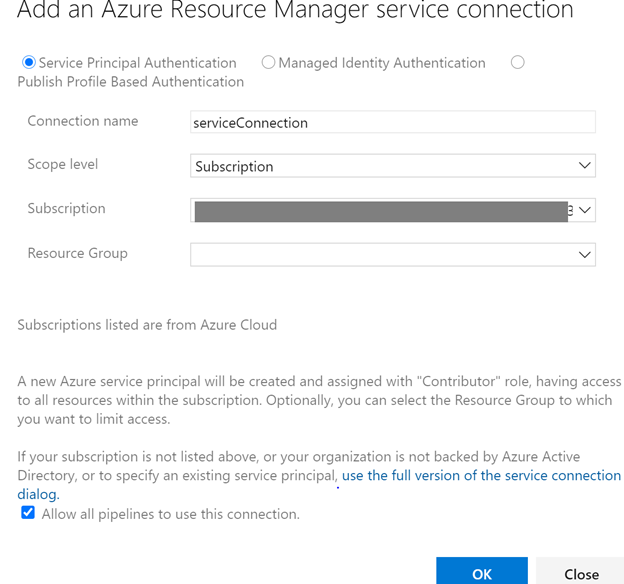 Add an Azure Resource Manager service connection
Service Principal Authentication Managed Identity Authentication
Publish Profile Based Authentication
Connection name serviceConnection
Scope level Subscription
Subscription
Resource Group
Subscriptions listed are from Azure Cloud
A new Azure service principal will be created and assigned with "Contributor" role, having access
to all resources within the subscription. Optionally, you can select the Resource Group to which
you want to limit access.
If your subscription is not listed above, or your organization is not backed by Azure Active
Directory, or to specify an existing service principal, use the full version of the service connection
dialog.
Allow all pipelines to use this connection.
OK Close